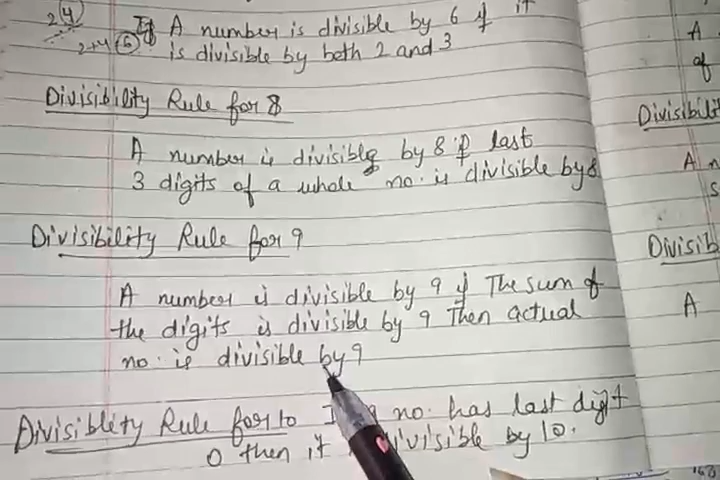 2(4)
2+4(6) If A number is divisible by 6 if it
is divisible by both 2 and 3
Divisibility Rule for 8
A number is divisible by 8 if last
3 digits of a whole no. is divisible by 8
Divisibility Rule for 9
A number is divisible by 9 if The sum of
the digits is divisible by 9 Then actual
no. is divisible by 9
Divisiblity Rule for 10 If no. has last digit
0 then it divisible by 10.
A
of
Divisibilit
A n
S
Divisib
A